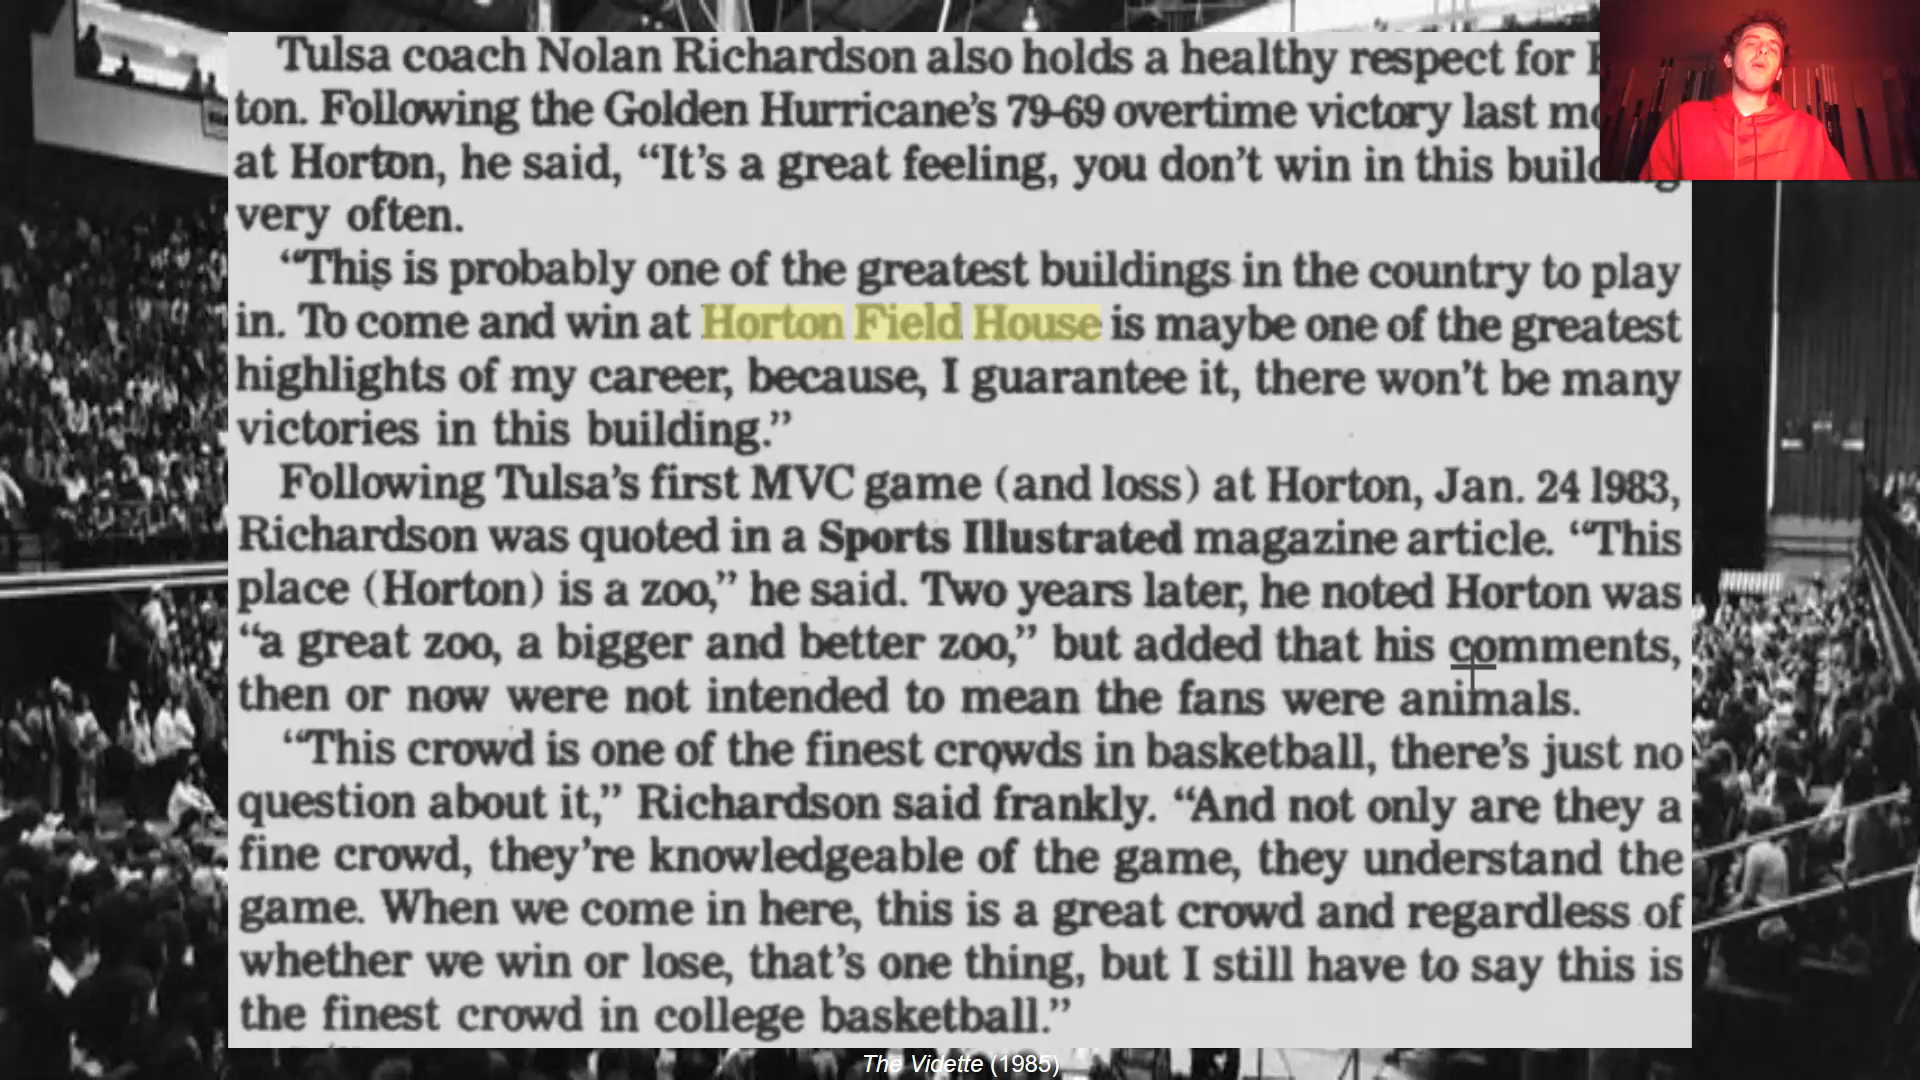 Tulsa coach Nolan Richardson also holds a healthy respect for
ton. Following the Golden Hurricane's 79-69 overtime victory last
at Horton, he said, “It's a great feeling, you don't win in this
very often.
“This is probably one of the greatest buildings in the country to play
in. To come and win at Horton Field House is maybe one of the greatest
highlights of my career, because, I guarantee it, there won't be many
victories in this building.”
Following Tulsa's first MVC game (and loss) at Horton, Jan. 24 1983,
Richardson was quoted in a Sports Illustrated magazine article. “This
place (Horton) is a zoo,” he said. Two years later, he noted Horton was
“a great zoo, a bigger and better zoo,” but added that his comments,
then or now were not intended to mean the fans were animals.
“This crowd is one of the finest crowds in basketball, there's just no
question about it,” Richardson said frankly. “And not only are they a
fine crowd, they're knowledgeable of the game, they understand the
game. When we come in here, this is a great crowd and regardless of
whether we win or lose, that's one thing, but I still have to say this is
the finest crowd in college basketball.”
The Vidette (1985)